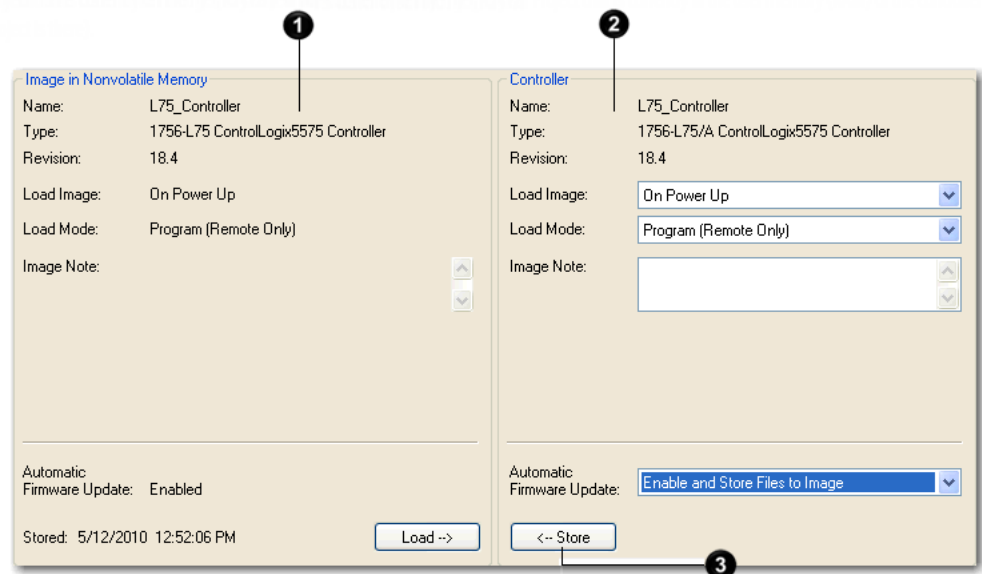 1
2
Image in Nonvolatile Memory
Name: L75_Controller
Type: 1756-L75 ControlLogix5575 Controller
Revision: 18.4
Load Image: On Power Up
Load Mode: Program (Remote Only)
Image Note:
Automatic
Firmware Update: Enabled
Stored: 5/12/2010 12:52:06 PM
Load -->
Controller
Name: L75_Controller
Type: 1756-L75/A ControlLogix5575 Controller
Revision: 18.4
Load Image: On Power Up
Load Mode: Program (Remote Only)
Image Note:
Automatic
Firmware Update: Enable and Store Files to Image
<-- Store
3